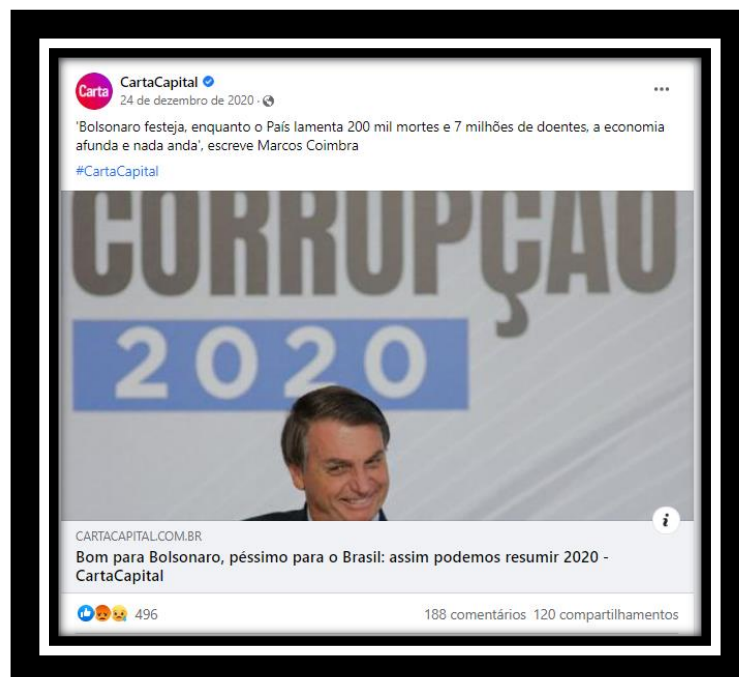 Carta
CartaCapital
24 de dezembro de 2020 ·
'Bolsonaro festeja, enquanto o País lamenta 200 mil mortes e 7 milhões de doentes, a economia
afunda e nada anda', escreve Marcos Coimbra
#CartaCapital
CORRUPÇÃO
2020
i
CARTACAPITAL.COM.BR
Bom para Bolsonaro, péssimo para o Brasil: assim podemos resumir 2020 -
CartaCapital
496
188 comentários 120 compartilhamentos